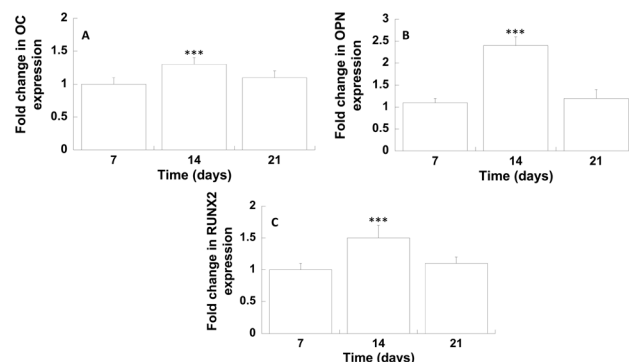 A
Fold change in OC
expression
2
1.5
1
0.5
0
***
7 14 21
Time (days)
B
Fold change in OPN
expression
3
2.5
2
1.5
1
0.5
0
***
7 14 21
Time (days)
C
Fold change in RUNX2
expression
2
1.5
1
0.5
0
***
7 14 21
Time (days)